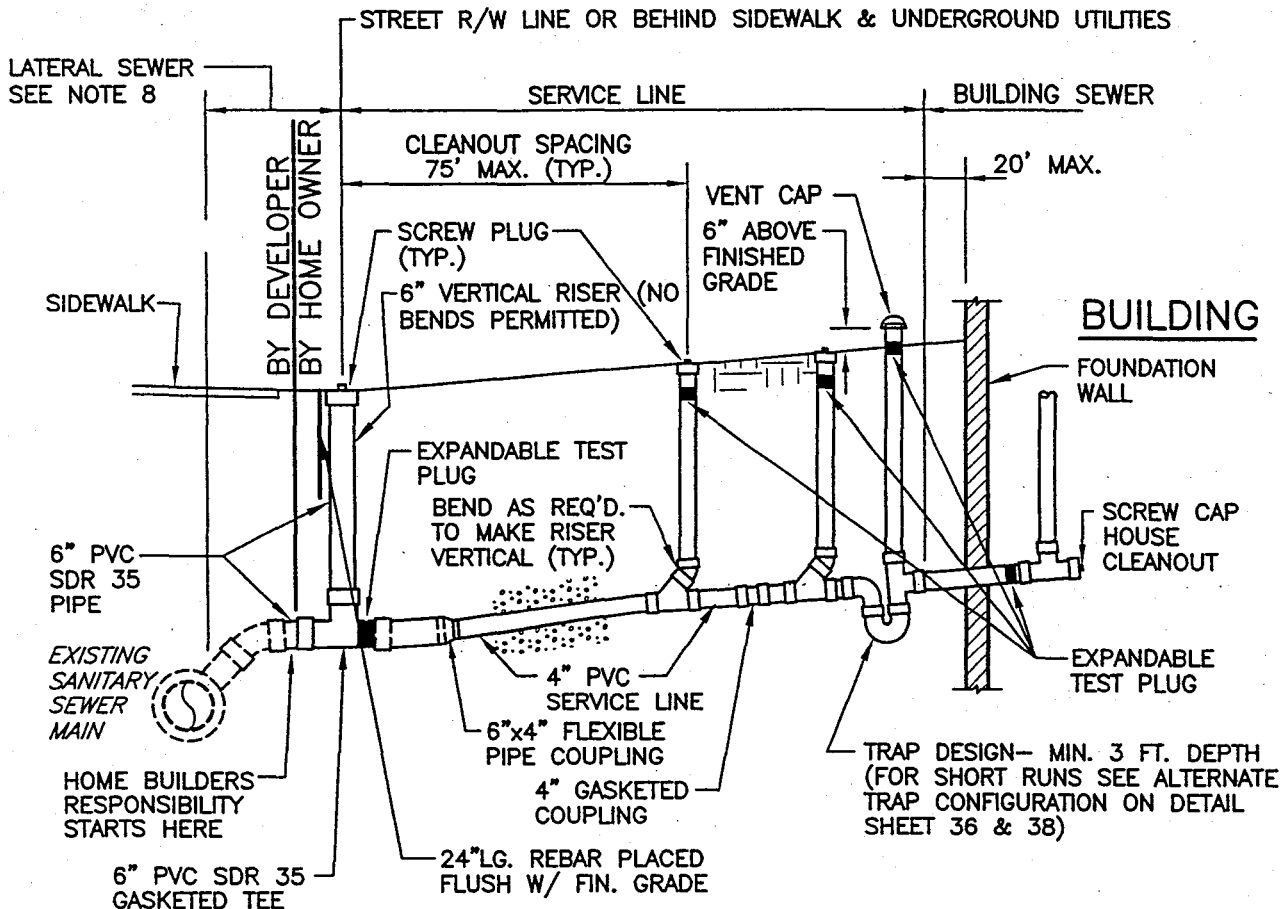 STREET R/W LINE OR BEHIND SIDEWALK & UNDERGROUND UTILITIES
LATERAL SEWER
SEE NOTE 8
SERVICE LINE
BUILDING SEWER
BY DEVELOPER
BY HOME OWNER
CLEANOUT SPACING
75' MAX. (TYP.)
20' MAX.
VENT CAP
6" ABOVE
FINISHED
GRADE
SCREW PLUG
(TYP.)
6" VERTICAL RISER (NO
BENDS PERMITTED)
SIDEWALK
BUILDING
FOUNDATION
WALL
EXPANDABLE TEST
PLUG
BEND AS REQ'D.
TO MAKE RISER
VERTICAL (TYP.)
SCREW CAP
HOUSE
CLEANOUT
6" PVC
SDR 35
PIPE
EXISTING
SANITARY
SEWER
MAIN
4" PVC
SERVICE LINE
EXPANDABLE
TEST PLUG
6"x4" FLEXIBLE
PIPE COUPLING
4" GASKETED
COUPLING
TRAP DESIGN- MIN. 3 FT. DEPTH
(FOR SHORT RUNS SEE ALTERNATE
TRAP CONFIGURATION ON DETAIL
SHEET 36 & 38)
HOME BUILDERS
RESPONSIBILITY
STARTS HERE
24"LG. REBAR PLACED
FLUSH W/ FIN. GRADE
6" PVC SDR 35
GASKETED TEE